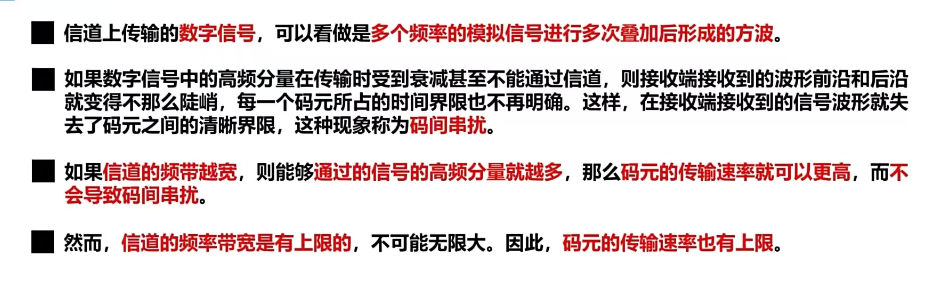 信道上传输的数字信号，可以看做是多个频率的模拟信号进行多次叠加后形成的方波。
如果数字信号中的高频分量在传输时受到衰减甚至不能通过信道，则接收端接收到的波形前沿和后沿
就变得不那么陡峭，每一个码元所占的时间界限也不再明确。这样，在接收端接收到的信号波形就失
去了码元之间的清晰界限，这种现象称为码间串扰。
如果信道的频带越宽，则能够通过的信号的高频分量就越多，那么码元的传输速率就可以更高，而不
会导致码间串扰。
然而，信道的频率带宽是有上限的，不可能无限大。因此，码元的传输速率也有上限。